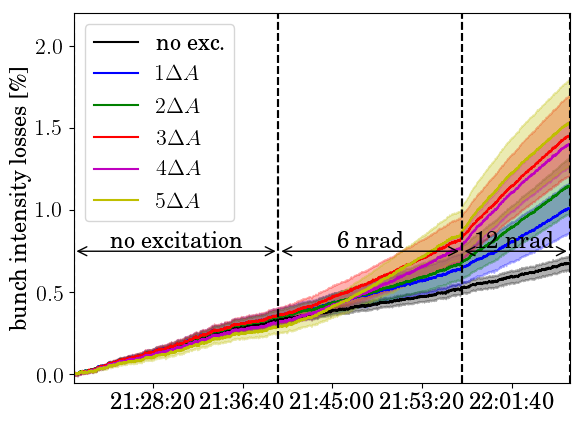 bunch intensity losses [%]
2.0
1.5
1.0
0.5
0.0
no exc.
1ΔA
2ΔA
3ΔA
4ΔA
5ΔA
no excitation
6 nrad
12 nrad
21:28:20 21:36:40 21:45:00 21:53:20 22:01:40